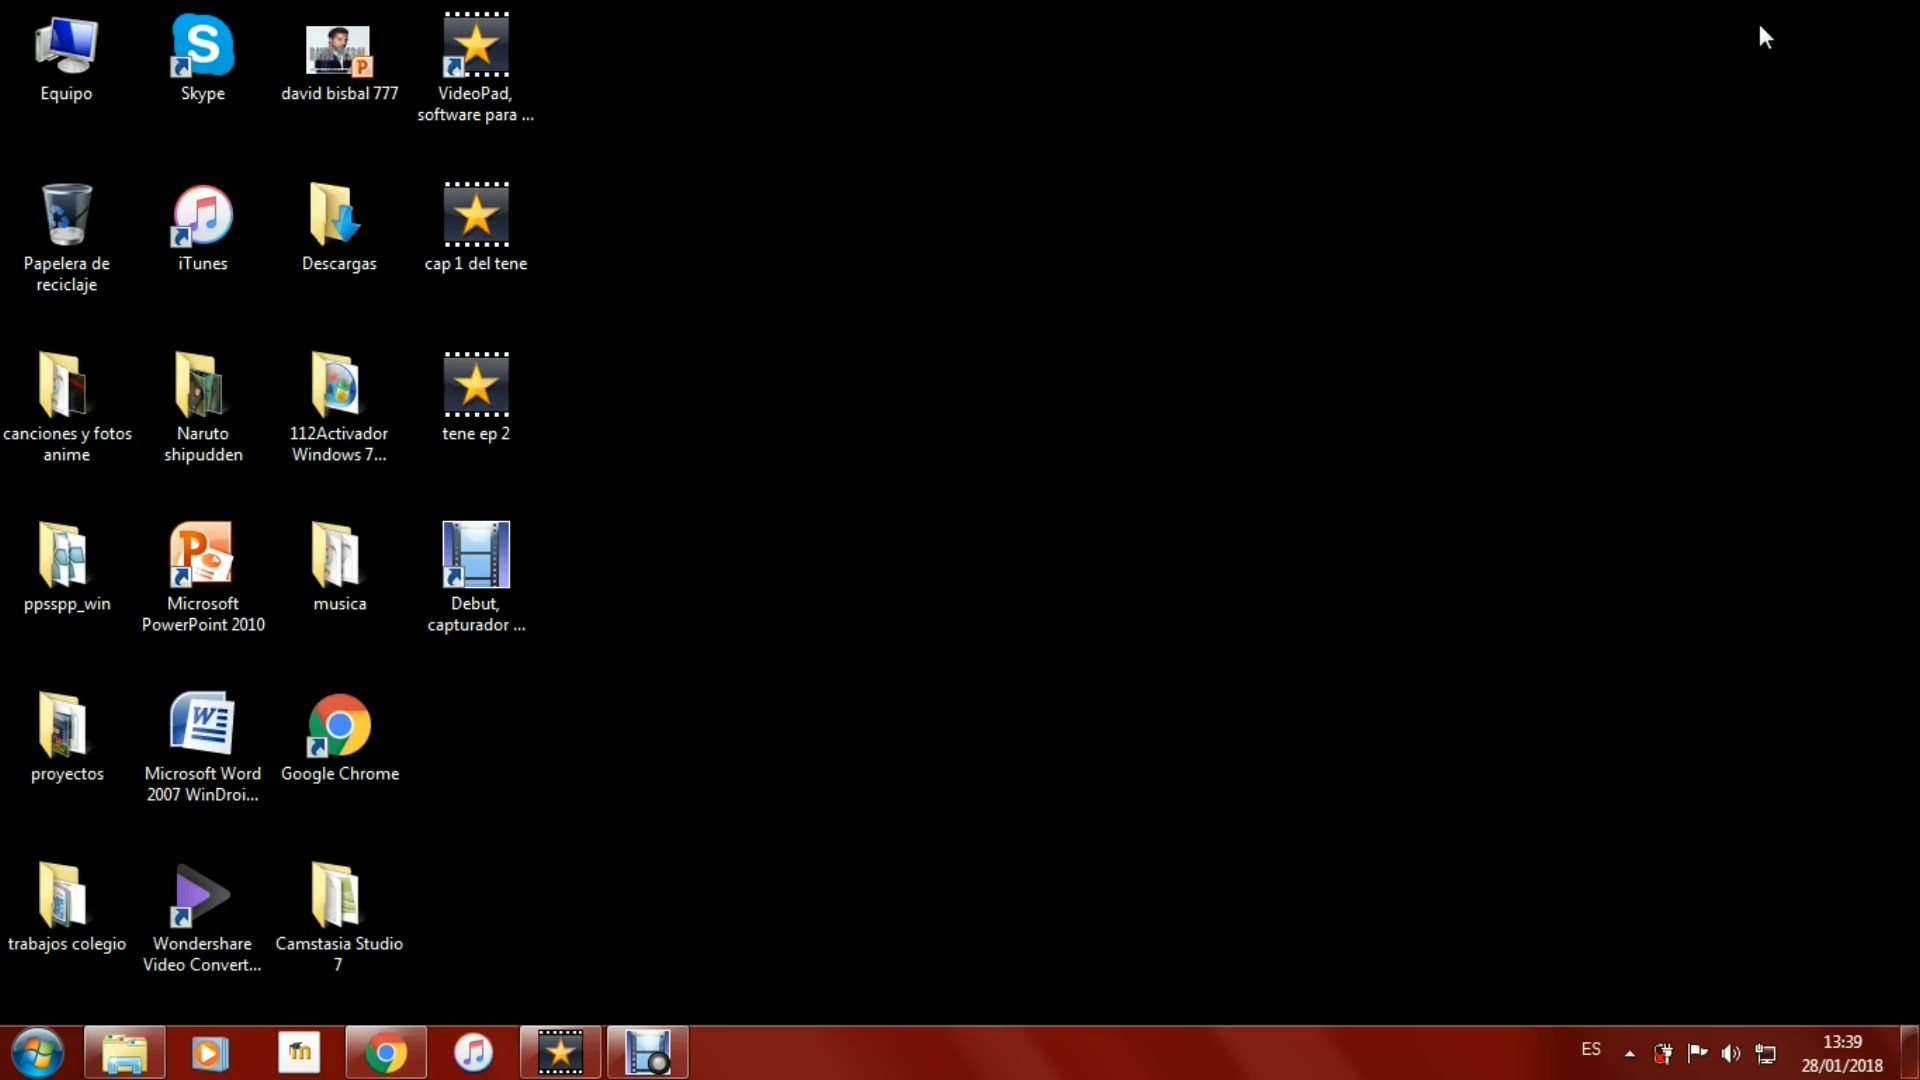 Equipo
Skype
david bisbal 777
VideoPad,
software para ...
Papelera de
reciclaje
iTunes
Descargas
cap 1 del tene
canciones y fotos
anime
Naruto
shipudden
112Activador
Windows 7...
tene ep 2
ppsspp_win
Microsoft
PowerPoint 2010
musica
Debut,
capturador ...
proyectos
Microsoft Word
2007 WinDroi...
Google Chrome
trabajos colegio
Wondershare
Video Convert...
Camstasia Studio
7
ES
13:39
28/01/2018